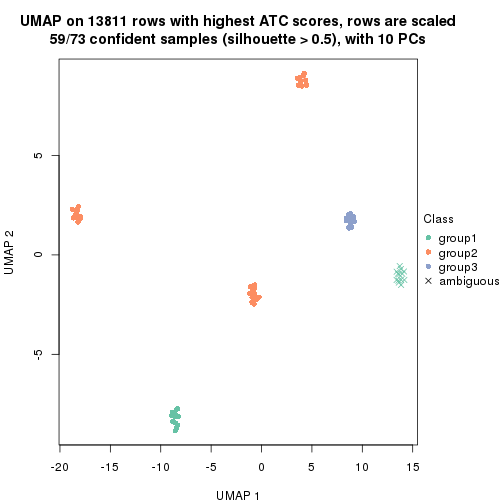 UMAP on 13811 rows with highest ATC scores, rows are scaled
59/73 confident samples (silhouette > 0.5), with 10 PCs
5
0
-5
UMAP 2
-20
-15
-10
-5
0
5
10
15
UMAP 1
Class
group1
group2
group3
ambiguous